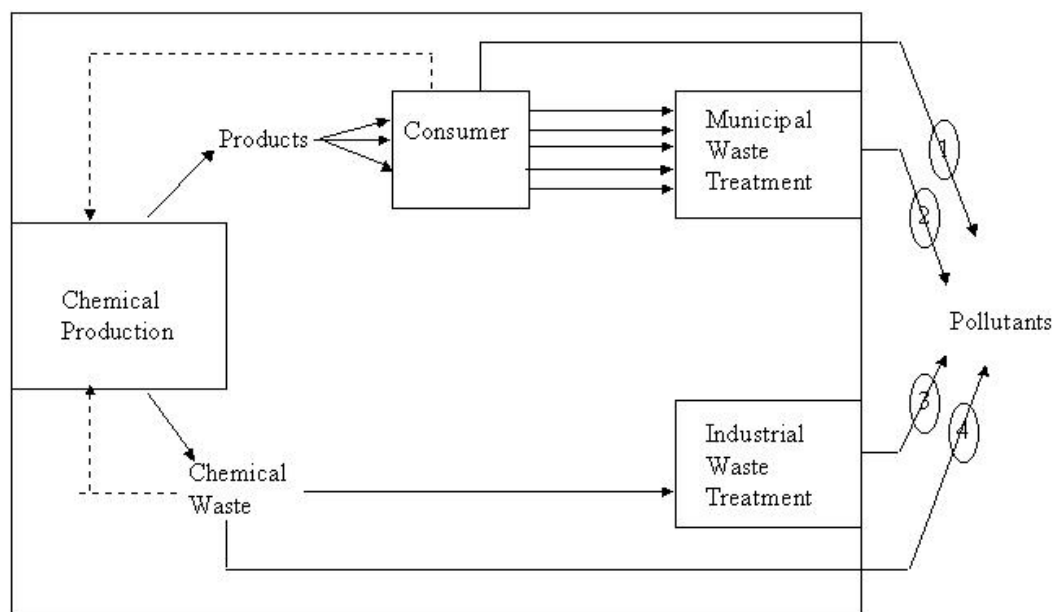 Products
Consumer
Municipal
Waste
Treatment
1
2
Chemical
Production
Pollutants
3
4
Chemical
Waste
Industrial
Waste
Treatment